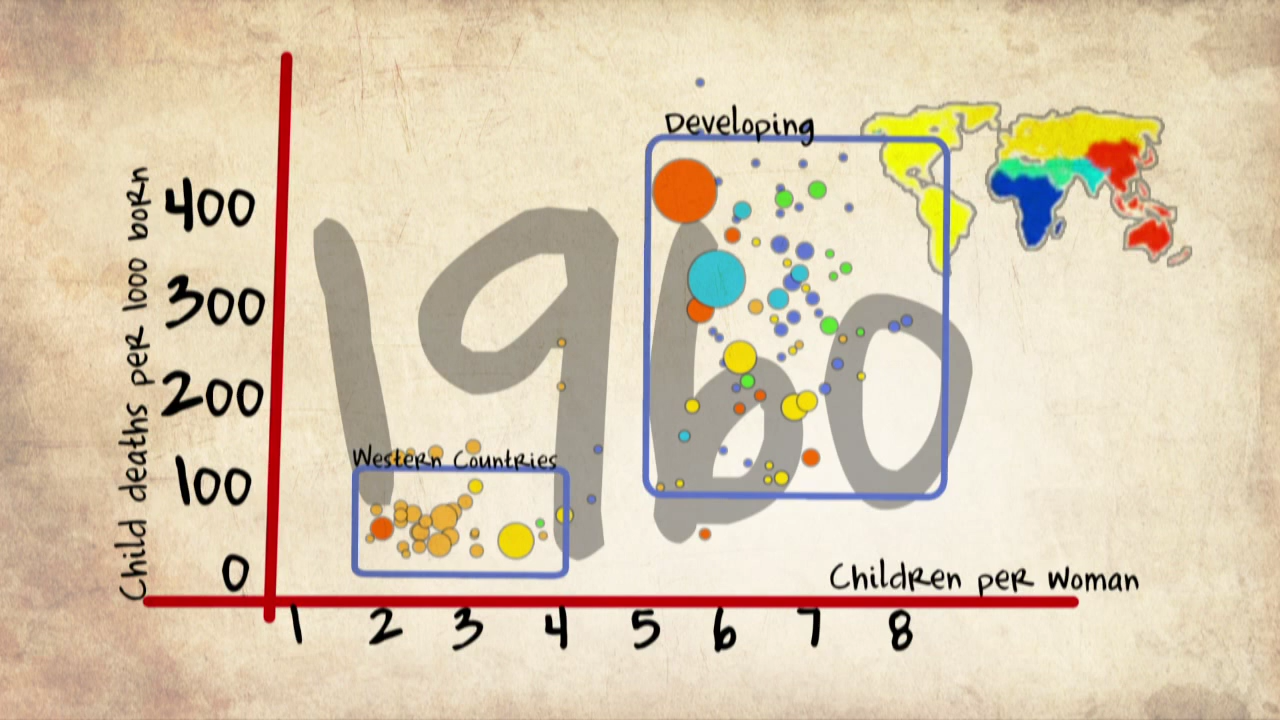 Developing
Child deaths per 1000 born
400
300
200
100
0
1960
Western Countries
Children per Woman
1 2 3 4 5 6 7 8